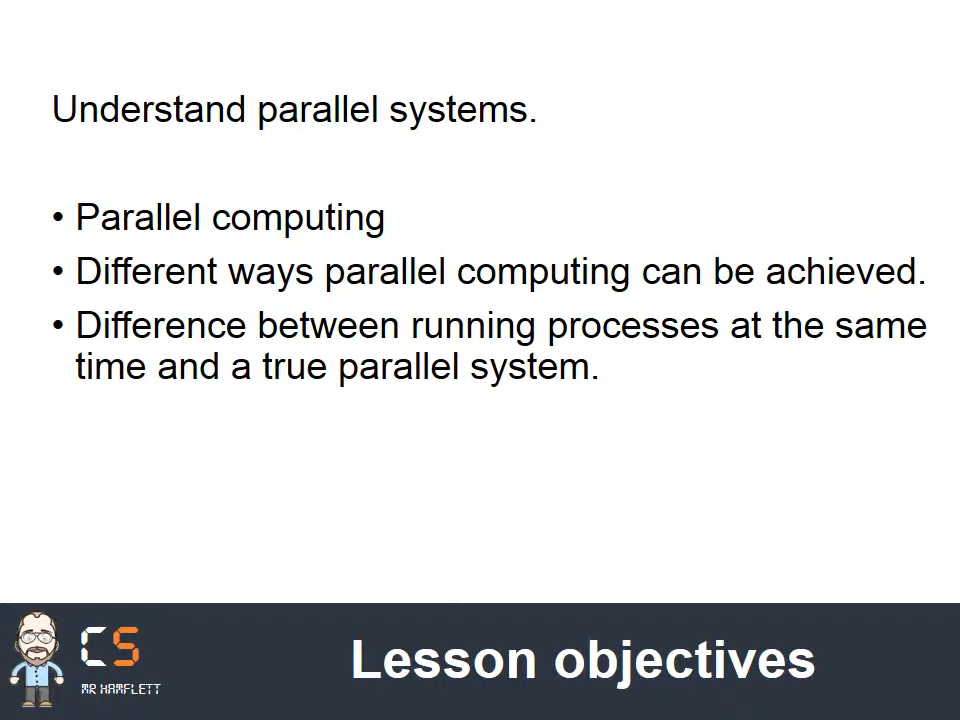 Understand parallel systems.
• Parallel computing
• Different ways parallel computing can be achieved.
• Difference between running processes at the same
time and a true parallel system.
CS
MR HAMFLETT
Lesson objectives